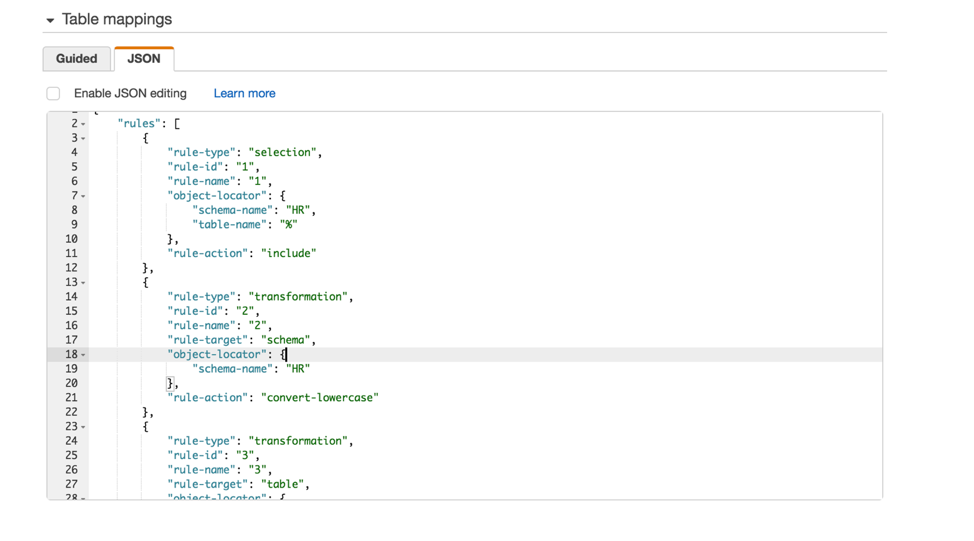 Table mappings
Guided JSON
Enable JSON editing Learn more
2 "rules": [
3 {
4 "rule-type": "selection",
5 "rule-id": "1",
6 "rule-name": "1",
7 "object-locator": {
8 "schema-name": "HR",
9 "table-name": "%"
10 },
11 "rule-action": "include"
12 },
13 {
14 "rule-type": "transformation",
15 "rule-id": "2",
16 "rule-name": "2",
17 "rule-target": "schema",
18 "object-locator": {
19 "schema-name": "HR"
20 },
21 "rule-action": "convert-lowercase"
22 },
23 {
24 "rule-type": "transformation",
25 "rule-id": "3",
26 "rule-name": "3",
27 "rule-target": "table",
28 "object-locator": {